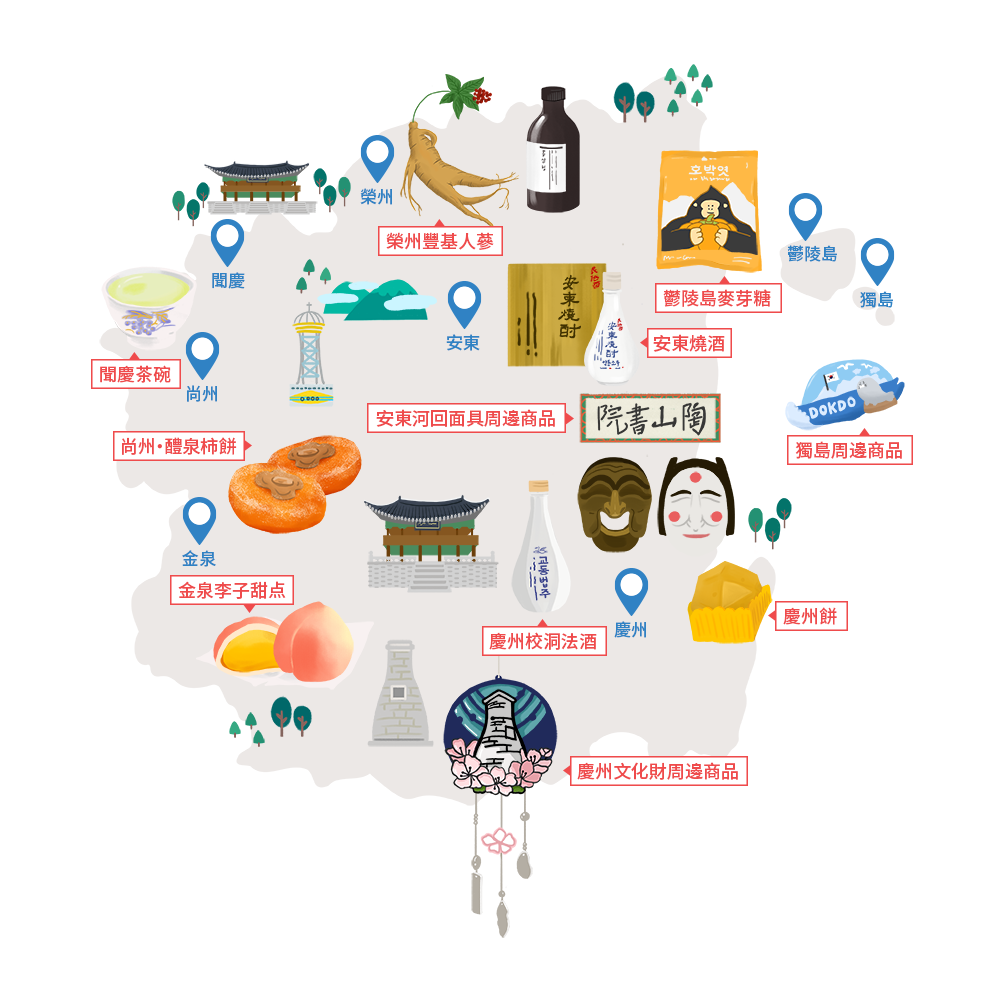 榮州
榮州豐基人蔘
호박엿
鬱陵島
獨島
鬱陵島麥芽糖
聞慶
安東
安東燒酎
安東燒酎
安東燒酒
聞慶茶碗
尚州
DOKDO
獨島周邊商品
安東河回面具周邊商品
院書山陶
尚州·醴泉柿餅
金泉
교동법주
金泉李子甜点
慶州
慶州餅
慶州校洞法酒
慶州文化財周邊商品